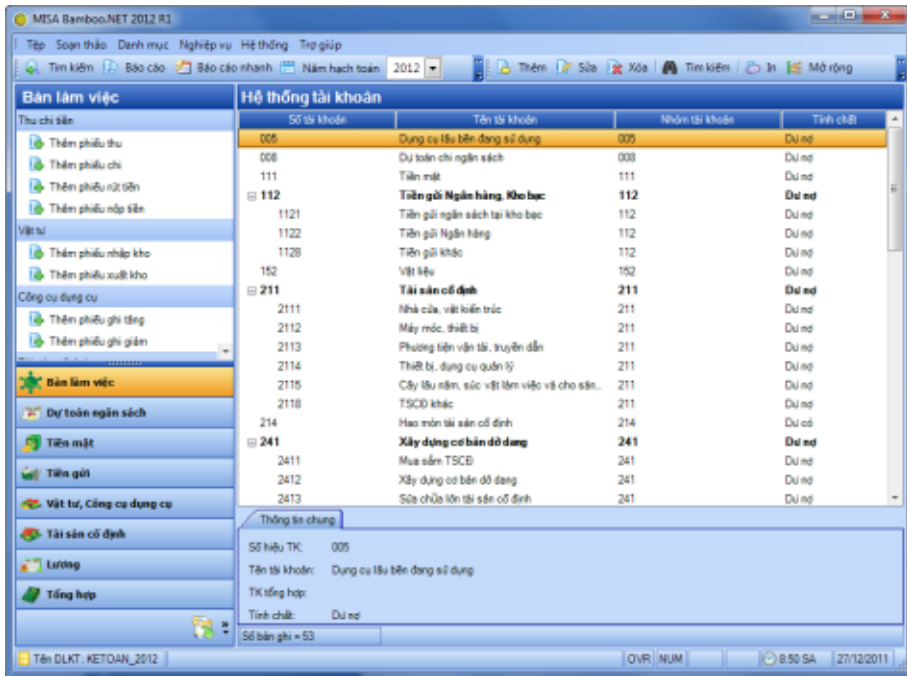 MISA Bamboo.NET 2012 R1
Tệp Soạn thảo Danh mục Nghiệp vụ Hệ thống Trợ giúp
Tìm kiếm Báo cáo Báo cáo nhanh Năm hạch toán 2012 Thêm Sửa Xóa Tìm kiếm In Mở rộng
Bàn làm việc
Thu chi tiền
Thêm phiếu thu
Thêm phiếu chi
Thêm phiếu rút tiền
Thêm phiếu nộp tiền
Vật tư
Thêm phiếu nhập kho
Thêm phiếu xuất kho
Công cụ dụng cụ
Thêm phiếu ghi tăng
Thêm phiếu ghi giảm
Bàn làm việc
Dự toán ngân sách
Tiền mặt
Tiền gửi
Vật tư, Công cụ dụng cụ
Tài sản cố định
Lương
Tổng hợp
Hệ thống tài khoản
Số tài khoản Tên tài khoản Nhóm tài khoản Tính chất
005 Dụng cụ lâu bền đang sử dụng 005 Dư nợ
008 Dự toán chi ngân sách 008 Dư nợ
111 Tiền mặt 111 Dư nợ
112 Tiền gửi Ngân hàng, Kho bạc 112 Dư nợ
1121 Tiền gửi ngân sách tại kho bạc 112 Dư nợ
1122 Tiền gửi Ngân hàng 112 Dư nợ
1128 Tiền gửi khác 112 Dư nợ
152 Vật liệu 152 Dư nợ
211 Tài sản cố định 211 Dư nợ
2111 Nhà cửa, vật kiến trúc 211 Dư nợ
2112 Máy móc, thiết bị 211 Dư nợ
2113 Phương tiện vận tải, truyền dẫn 211 Dư nợ
2114 Thiết bị, dụng cụ quản lý 211 Dư nợ
2115 Cây lâu năm, súc vật làm việc và cho sản... 211 Dư nợ
2118 TSCĐ khác 211 Dư nợ
214 Hao mòn tài sản cố định 214 Dư có
241 Xây dựng cơ bản dở dang 241 Dư nợ
2411 Mua sắm TSCĐ 241 Dư nợ
2412 Xây dựng cơ bản dở dang 241 Dư nợ
2413 Sửa chữa lớn tài sản cố định 241 Dư nợ
Thông tin chung
Số hiệu TK: 005
Tên tài khoản: Dụng cụ lâu bền đang sử dụng
TK tổng hợp:
Tính chất: Dư nợ
Số bản ghi = 53
Tên DLKT: KETOAN_2012 OVR NUM 8:50 SA 27/12/2011